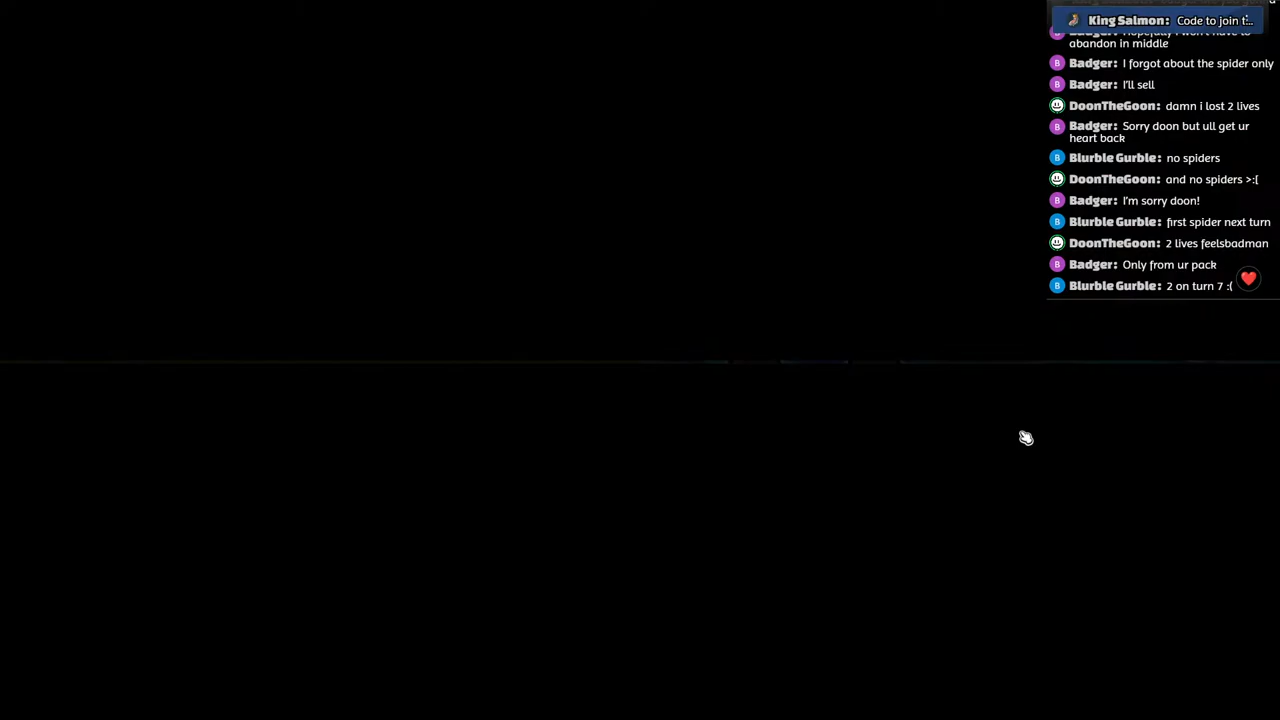 King Salmon: Code to join t...
abandon in middle
Badger: I forgot about the spider only
Badger: I'll sell
DoonTheGoon: damn i lost 2 lives
Badger: Sorry doon but ull get ur
heart back
Blurble Gurble: no spiders
DoonTheGoon: and no spiders >:[
Badger: I'm sorry doon!
Blurble Gurble: first spider next turn
DoonTheGoon: 2 lives feelsbadman
Badger: Only from ur pack
Blurble Gurble: 2 on turn 7 :(